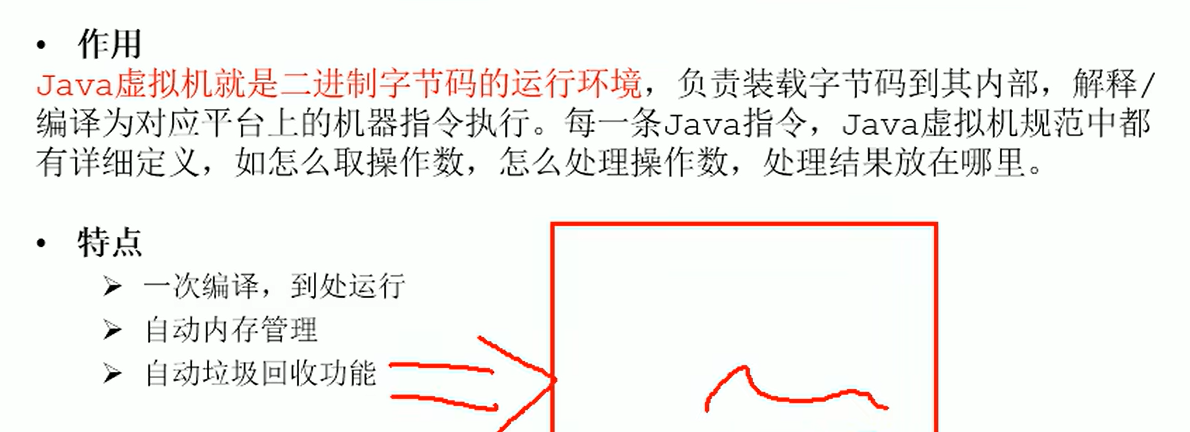 • 作用
Java虚拟机就是二进制字节码的运行环境，负责装载字节码到其内部，解释/
编译为对应平台上的机器指令执行。每一条Java指令，Java虚拟机规范中都
有详细定义，如怎么取操作数，怎么处理操作数，处理结果放在哪里。
• 特点
➢ 一次编译，到处运行
➢ 自动内存管理
➢ 自动垃圾回收功能